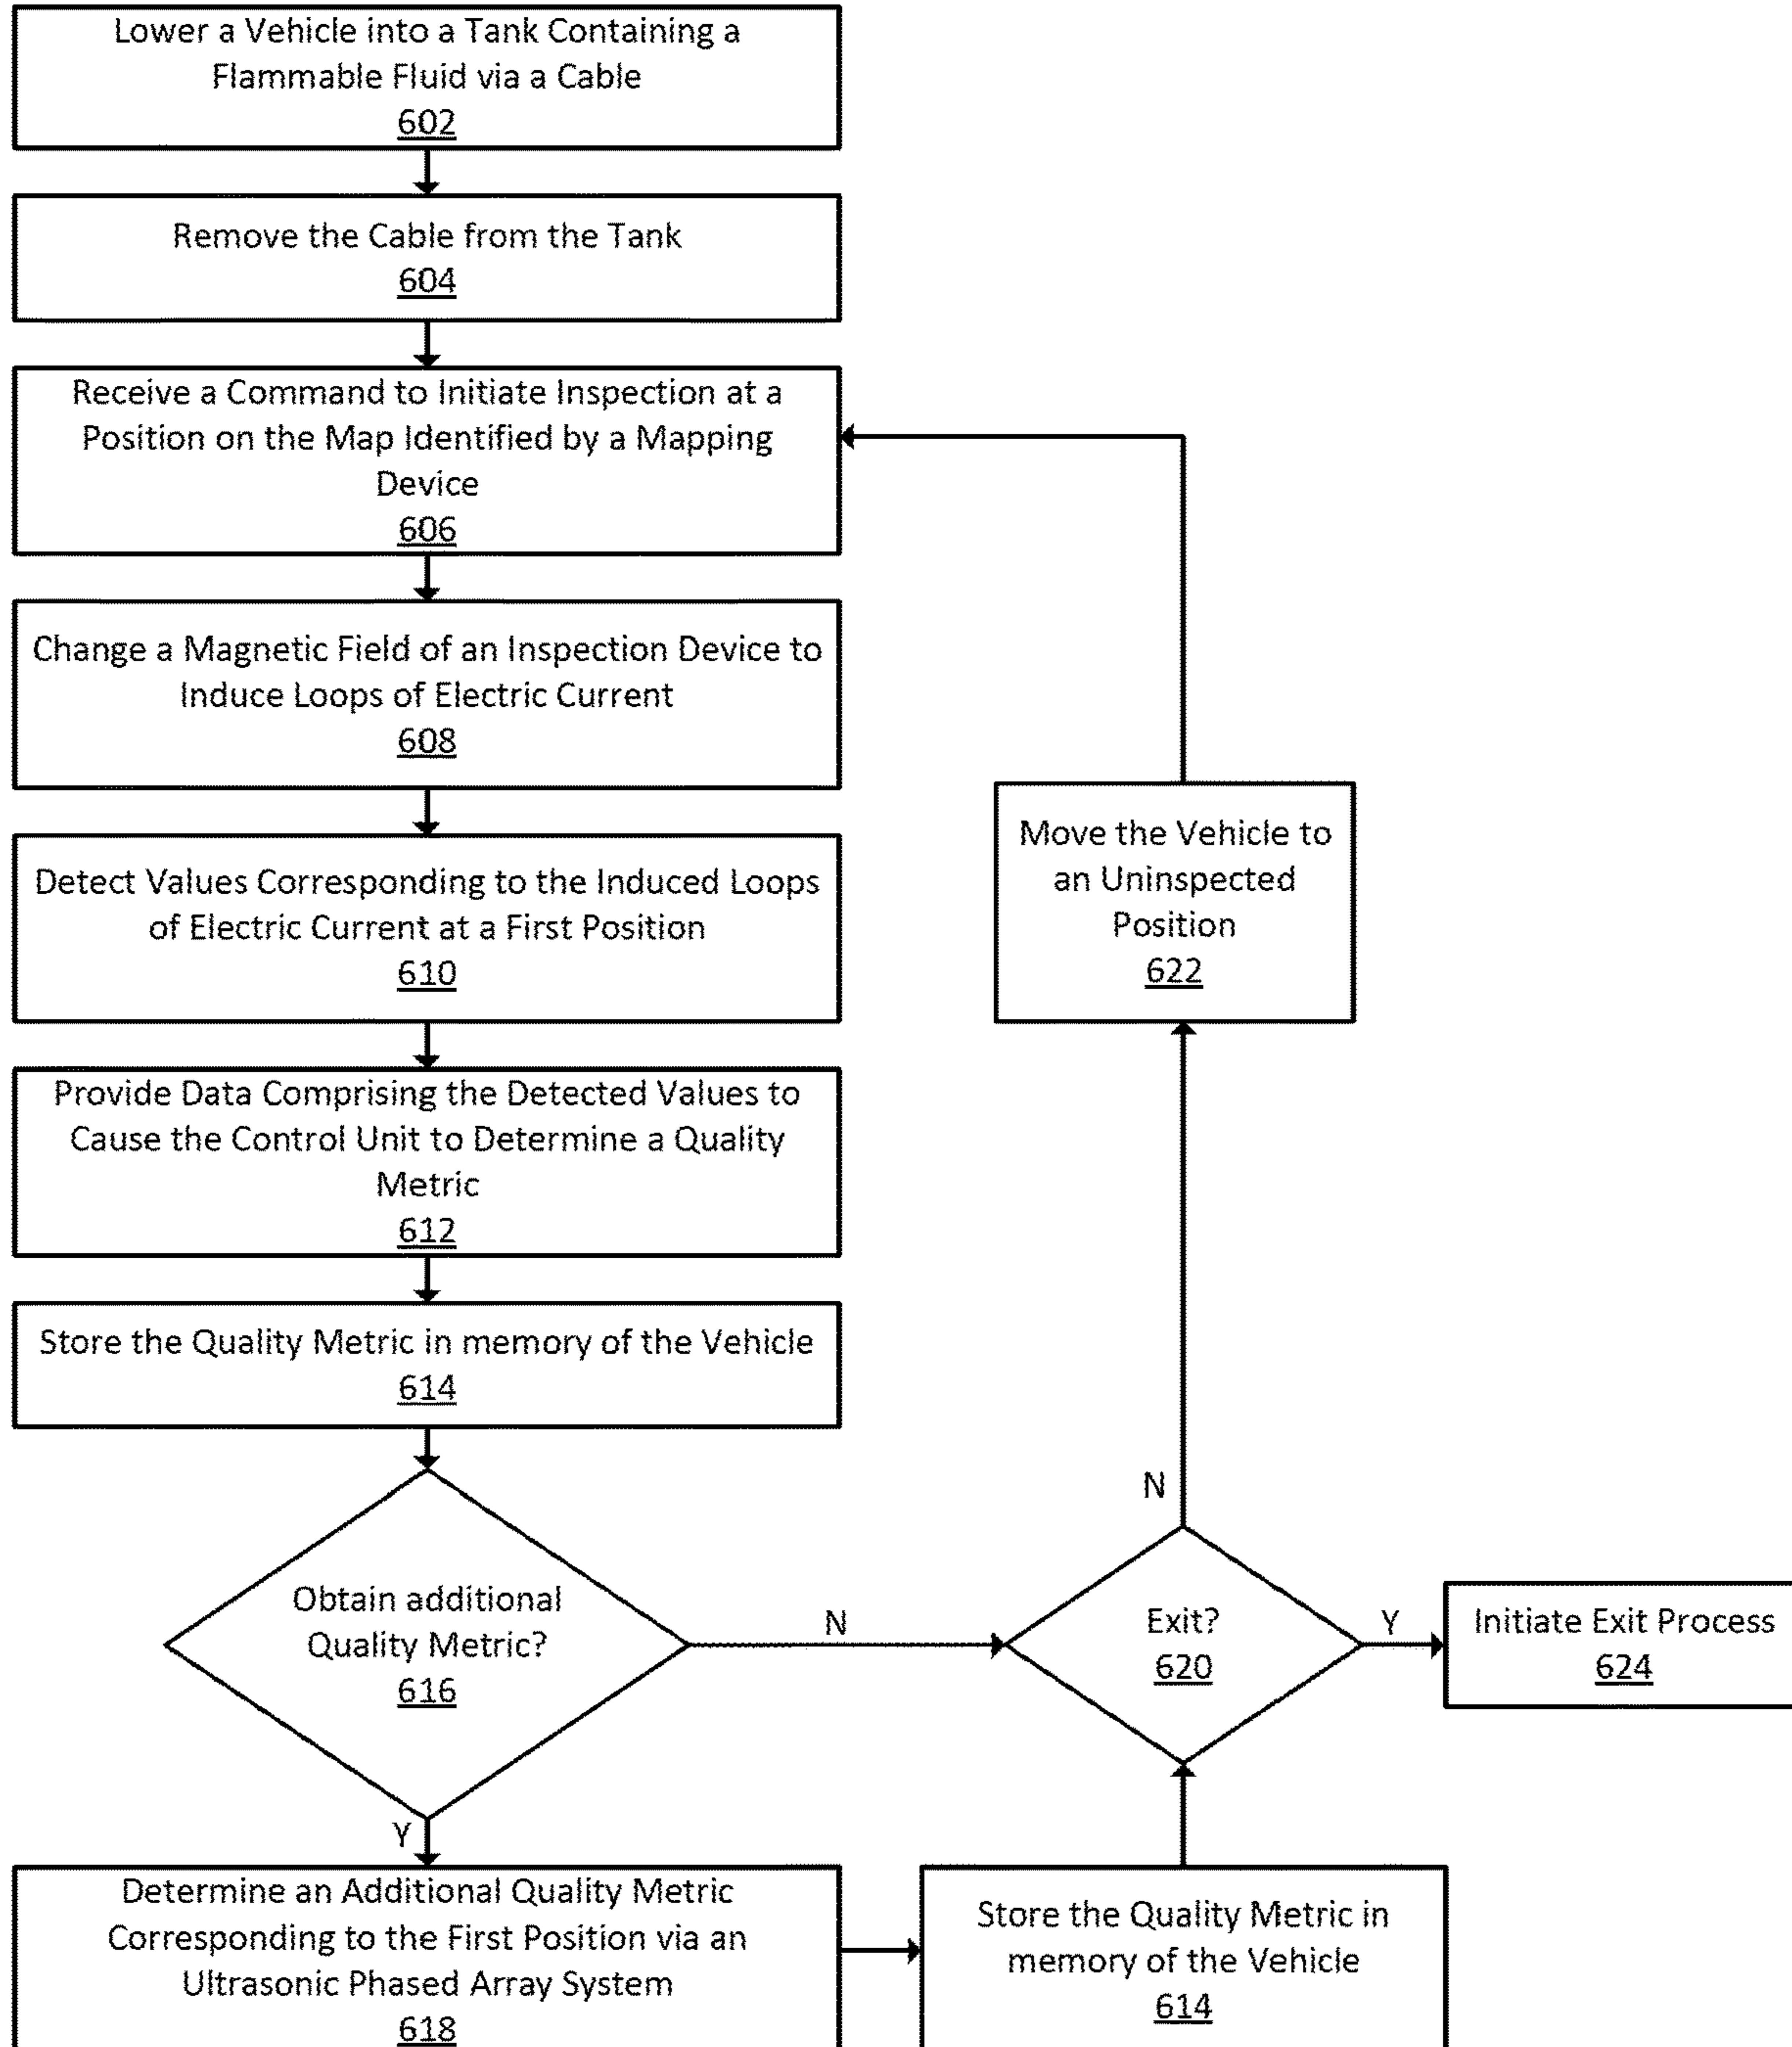 Lower a Vehicle into a Tank Containing a
Flammable Fluid via a Cable
602
Remove the Cable from the Tank
604
Receive a Command to Initiate Inspection at a
Position on the Map Identified by a Mapping
Device
606
Change a Magnetic Field of an Inspection Device to
Induce Loops of Electric Current
608
Detect Values Corresponding to the Induced Loops
of Electric Current at a First Position
610
Provide Data Comprising the Detected Values to
Cause the Control Unit to Determine a Quality
Metric
612
Store the Quality Metric in memory of the Vehicle
614
Obtain additional
Quality Metric?
616
N
Y
Determine an Additional Quality Metric
Corresponding to the First Position via an
Ultrasonic Phased Array System
618
Store the Quality Metric in
memory of the Vehicle
614
Exit?
620
N
Y
Move the Vehicle to
an Uninspected
Position
622
Initiate Exit Process
624